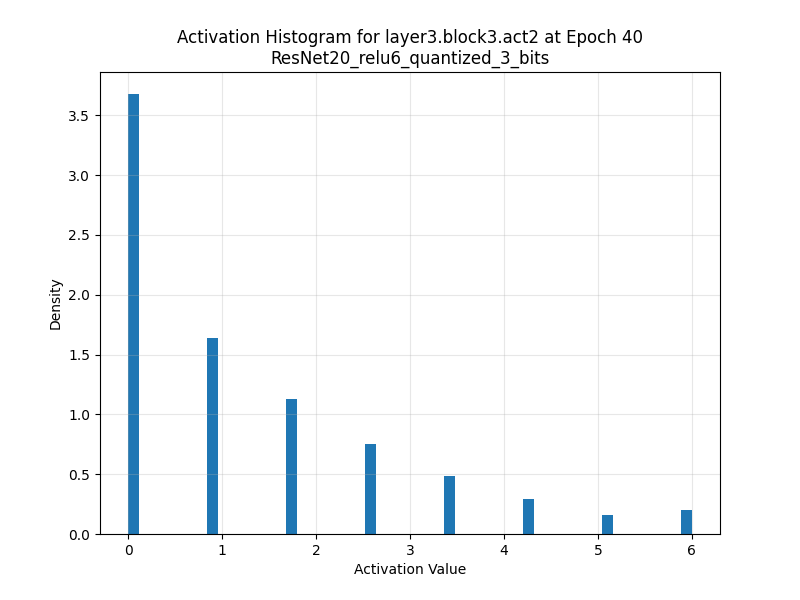 Activation Histogram for layer3.block3.act2 at Epoch 40
ResNet20_relu6_quantized_3_bits
Density
3.5
3.0
2.5
2.0
1.5
1.0
0.5
0.0
0 1 2 3 4 5 6
Activation Value